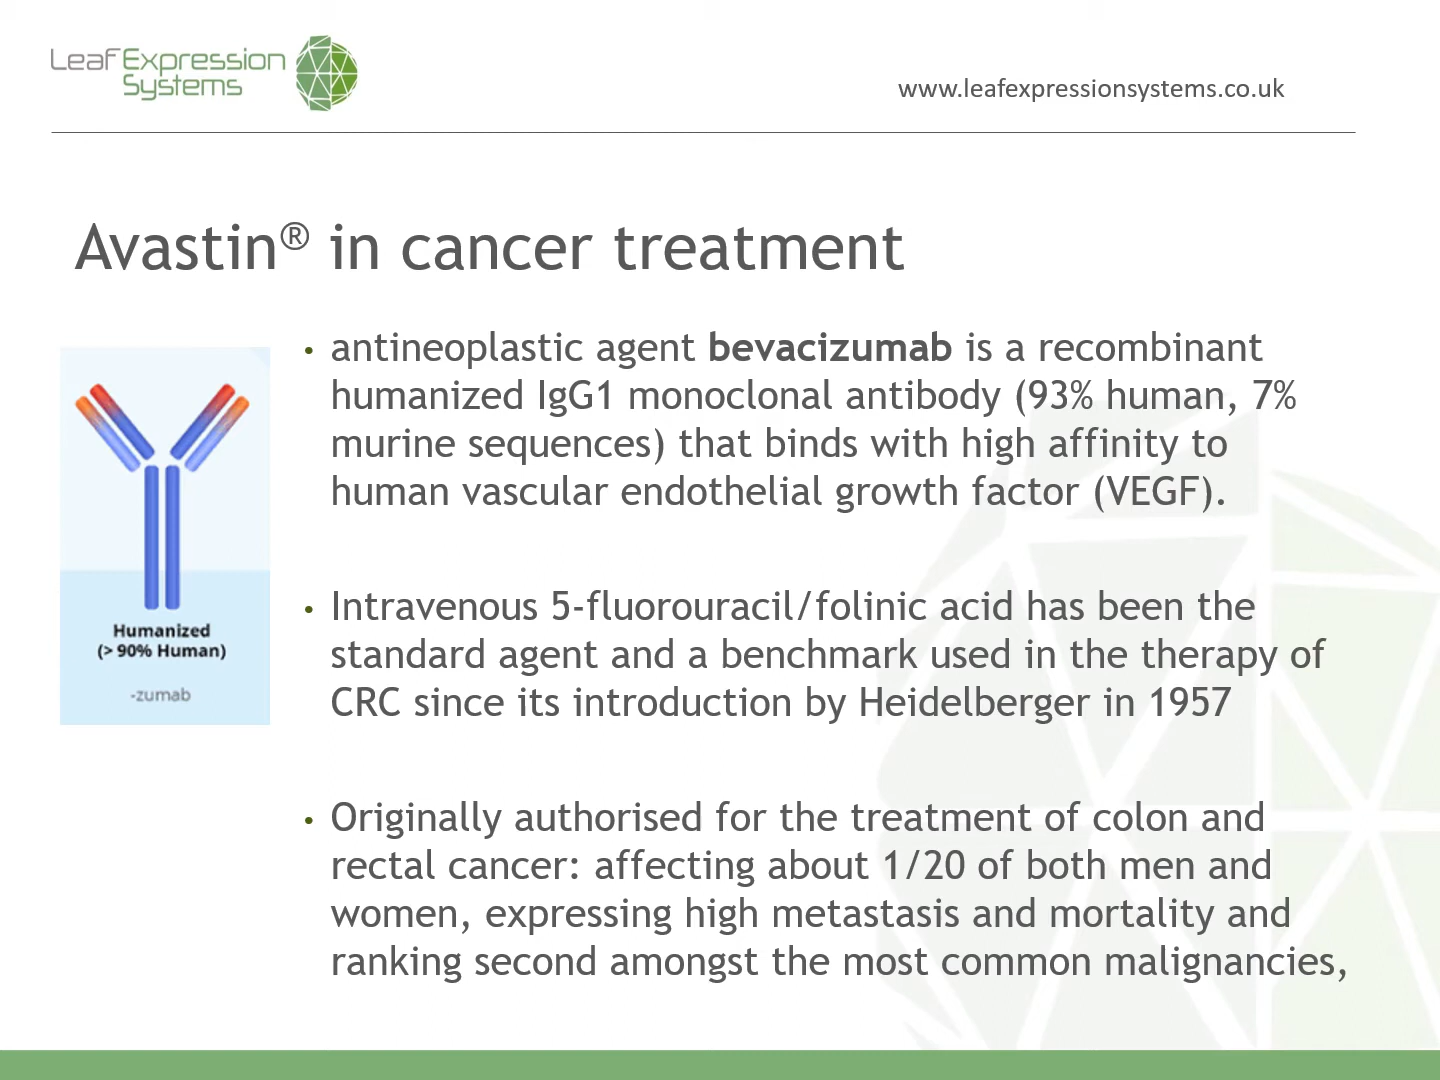 Leaf Expression
Systems
www.leafexpressionsystems.co.uk
Avastin® in cancer treatment
• antineoplastic agent bevacizumab is a recombinant
humanized IgG1 monoclonal antibody (93% human, 7%
murine sequences) that binds with high affinity to
human vascular endothelial growth factor (VEGF).
Humanized
(> 90% Human)
-zumab
• Intravenous 5-fluorouracil/folinic acid has been the
standard agent and a benchmark used in the therapy of
CRC since its introduction by Heidelberger in 1957
• Originally authorised for the treatment of colon and
rectal cancer: affecting about 1/20 of both men and
women, expressing high metastasis and mortality and
ranking second amongst the most common malignancies,